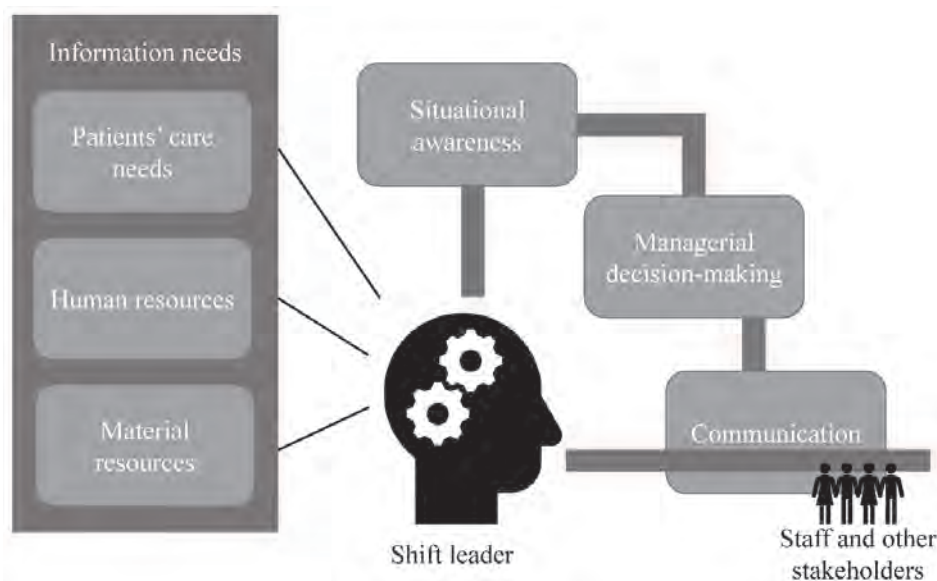 Information needs
Patients’ care
needs
Human resources
Material
resources
Situational
awareness
Managerial
decision-making
Communication
Shift leader
Staff and other
stakeholders